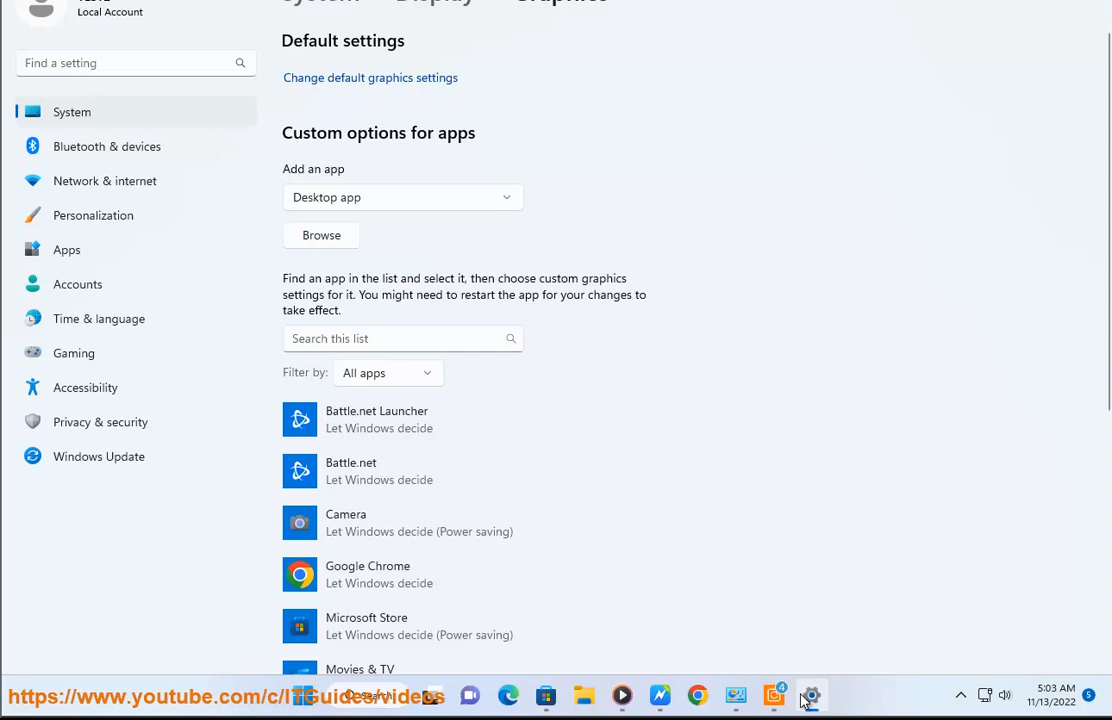 Local Account
System
Display
Graphics
Find a setting
System
Bluetooth & devices
Network & internet
Personalization
Apps
Accounts
Time & language
Gaming
Accessibility
Privacy & security
Windows Update
Default settings
Change default graphics settings
Custom options for apps
Add an app
Desktop app
Browse
Find an app in the list and select it, then choose custom graphics
settings for it. You might need to restart the app for your changes to
take effect.
Search this list
Filter by: All apps
Battle.net Launcher
Let Windows decide
Battle.net
Let Windows decide
Camera
Let Windows decide (Power saving)
Google Chrome
Let Windows decide
Microsoft Store
Let Windows decide (Power saving)
Movies & TV
https://www.youtube.com/c/ITGuides/videos
Search
4
5:03 AM
11/13/2022
5